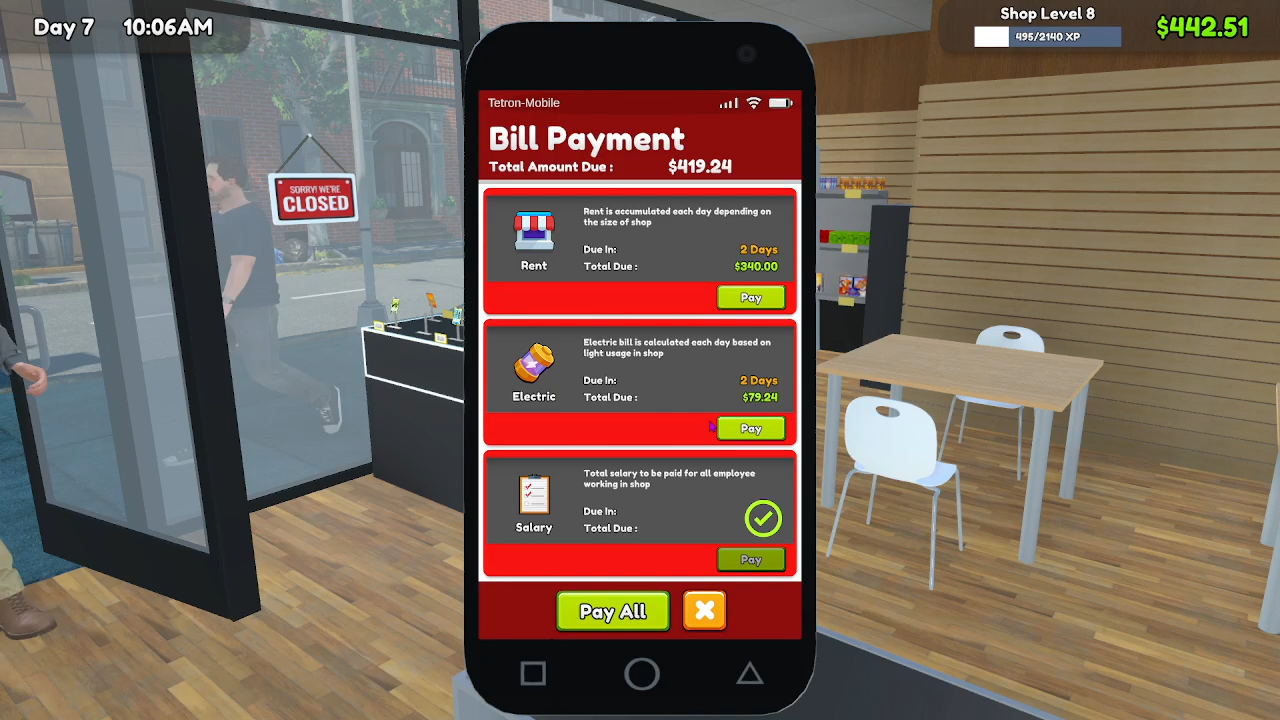 Day 7 10:06AM
Shop Level 8
495/2140 XP
$442.51
Tetron-Mobile
Bill Payment
Total Amount Due : $419.24
Rent is accumulated each day depending on
the size of shop
Due In: 2 Days
Total Due : $340.00
Rent
Pay
Electric bill is calculated each day based on
light usage in shop
Due In: 2 Days
Total Due : $79.24
Electric
Pay
Total salary to be paid for all employee
working in shop
Due In:
Total Due :
Salary
Pay
Pay All
SORRY! WE'RE
CLOSED